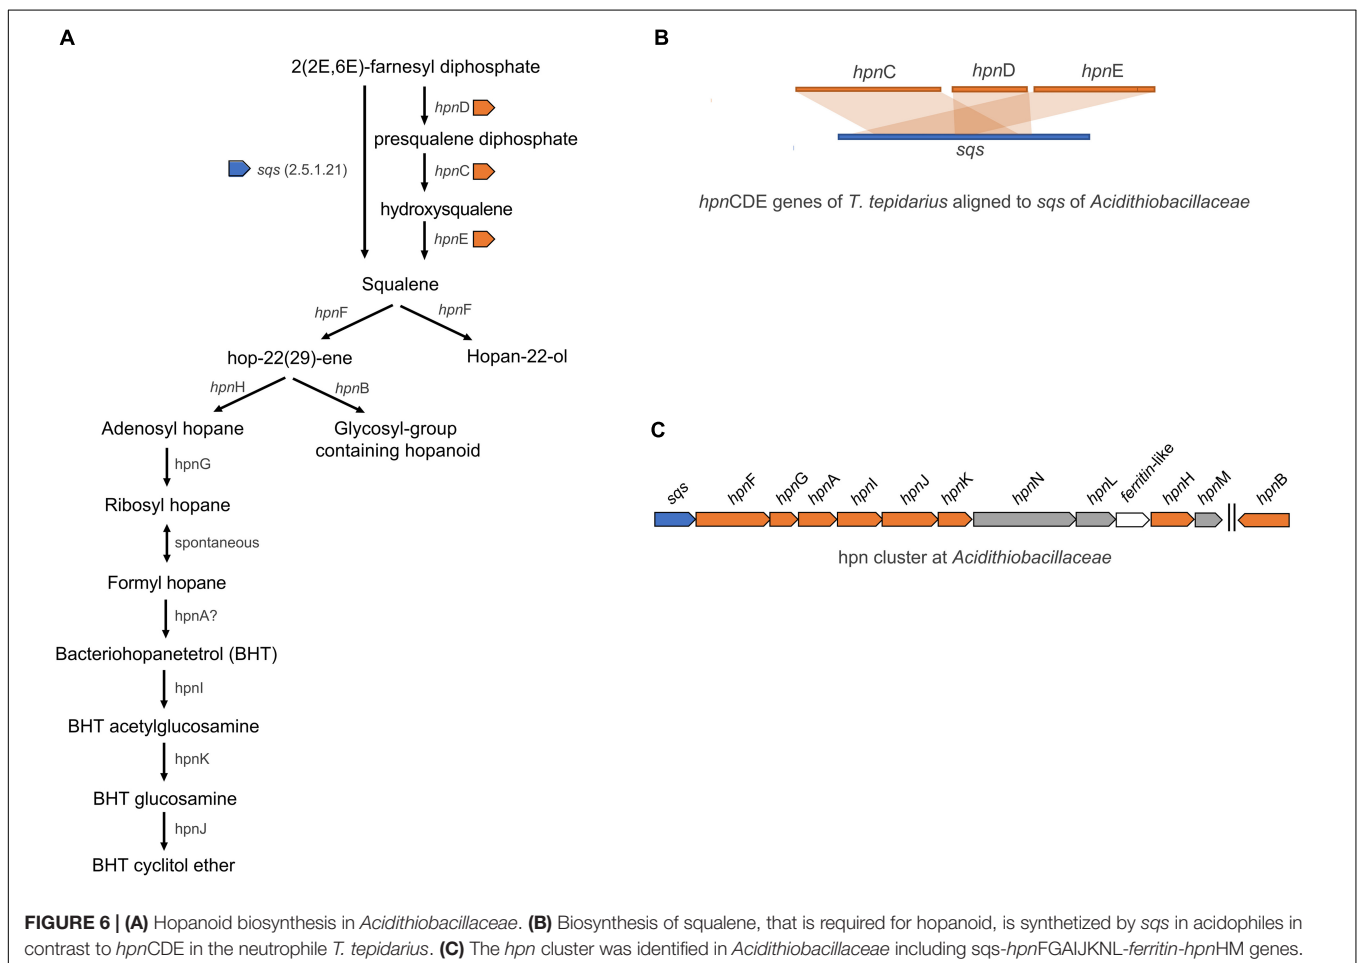 A
2(2E,6E)-farnesyl diphosphate
hpnD
presqualene diphosphate
sqs (2.5.1.21)
hpnC
hydroxysqualene
hpnE
Squalene
hpnF
hpnF
hop-22(29)-ene
Hopan-22-ol
hpnH
hpnB
Adenosyl hopane
Glycosyl-group
containing hopanoid
hpnG
Ribosyl hopane
spontaneous
Formyl hopane
hpnA?
Bacteriohopanetetrol (BHT)
hpnI
BHT acetylglucosamine
hpnK
BHT glucosamine
hpnJ
BHT cyclitol ether
B
hpnC
hpnD
hpnE
sqs
hpnCDE genes of T. tepidarius aligned to sqs of Acidithiobacillaceae
C
sqs
hpnF
hpnG
hpnA
hpnI
hpnJ
hpnK
hpnN
hpnL
ferritin-like
hpnH
hpnM
hpnB
hpn cluster at Acidithiobacillaceae
FIGURE 6 | (A) Hopanoid biosynthesis in Acidithiobacillaceae. (B) Biosynthesis of squalene, that is required for hopanoid, is synthetized by sqs in acidophiles in
contrast to hpnCDE in the neutrophile T. tepidarius. (C) The hpn cluster was identified in Acidithiobacillaceae including sqs-hpnFGAIJKNL-ferritin-hpnHM genes.